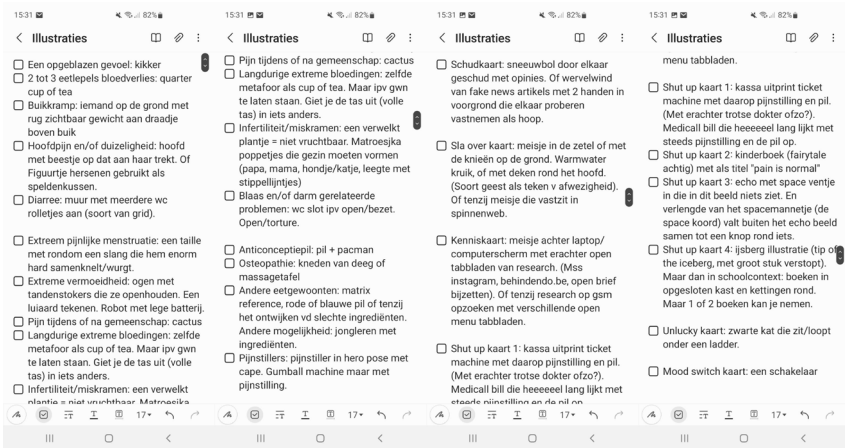 15:31
82%
Illustraties
Een opgeblazen gevoel: kikker
2 tot 3 eetlepels bloedverlies: quarter
cup of tea
Buikkramp: iemand op de grond met
rug zichtbaar gewicht aan draadje
boven buik
Hoofdpijn en/of duizeligheid: hoofd
met beestje op dat aan haar trekt. Of
Figuurtje hersenen gebruikt als
speldenkussen.
Diarree: muur met meerdere wc
rolletjes aan (soort van grid).
Extreem pijnlijke menstruatie: een taille
met rondom een slang die hem enorm
hard samenknelt/wurgt.
Extreme vermoeidheid: ogen met
tandenstokers die ze openhouden. Een
luiaard tekenen. Robot met lege batterij.
Pijn tijdens of na gemeenschap: cactus
Langdurige extreme bloedingen: zelfde
metafoor als cup of tea. Maar ipv gwn
te laten staan. Giet je de tas uit (volle
tas) in iets anders.
Infertiliteit/miskramen: een verwelkt
plantje = niet vruchtbaar. Matroesjka
17
15:31
82%
Illustraties
Pijn tijdens of na gemeenschap: cactus
Langdurige extreme bloedingen: zelfde
metafoor als cup of tea. Maar ipv gwn
te laten staan. Giet je de tas uit (volle
tas) in iets anders.
Infertiliteit/miskramen: een verwelkt
plantje = niet vruchtbaar. Matroesjka
poppetjes die gezin moeten vormen
(papa, mama, hondje/katje, leegte met
stippellijntjes)
Blaas en/of darm gerelateerde
problemen: wc slot ipv open/bezet.
Open/torture.
Anticonceptiepil: pil + pacman
Osteopathie: kneden van deeg of
massagetafel
Andere eetgewoonten: matrix
reference, rode of blauwe pil of tenzij
het ontwijken vd slechte ingrediënten.
Andere mogelijkheid: jongleren met
ingrediënten.
Pijnstillers: pijnstiller in hero pose met
cape. Gumball machine maar met
pijnstilling.
17
15:31
82%
Illustraties
Schudkaart: sneeuwbol door elkaar
geschud met opinies. Of wervelwind
van fake news artikels met 2 handen in
voorgrond die elkaar proberen
vastnemen als hoop.
Sla over kaart: meisje in de zetel of met
de knieën op de grond. Warmwater
kruik, of met deken rond het hoofd.
(Soort geest als teken v afwezigheid).
Of tenzij meisje die vastzit in
spinnenweb.
Kenniskaart: meisje achter laptop/
computerscherm met erachter open
tabbladen van research. (Mss
instagram, behindendo.be, open brief
bijzetten). Of tenzij research op gsm
opzoeken met verschillende open
menu tabbladen.
Shut up kaart 1: kassa uitprint ticket
machine met daarop pijnstilling en pil.
(Met erachter trotse dokter ofzo?).
Medicall bill die heeeeeel lang lijkt met
steeds pijnstilling en de pil op.
17
15:31
82%
Illustraties
menu tabbladen.
Shut up kaart 1: kassa uitprint ticket
machine met daarop pijnstilling en pil.
(Met erachter trotse dokter ofzo?).
Medicall bill die heeeeeel lang lijkt met
steeds pijnstilling en de pil op.
Shut up kaart 2: kinderboek (fairytale
achtig) met als titel "pain is normal"
Shut up kaart 3: echo met space ventje
in die in dit beeld niets ziet. En
verlengde van het spacemannetje (de
space koord) valt buiten het echo beeld
samen tot een knop rond iets.
Shut up kaart 4: ijsberg illustratie (tip of
the iceberg, met groot stuk verstopt).
Maar dan in schoolcontext: boeken in
opgesloten kast en kettingen rond.
Maar 1 of 2 boeken kan je nemen.
Unlucky kaart: zwarte kat die zit/loopt
onder een ladder.
Mood switch kaart: een schakelaar
17